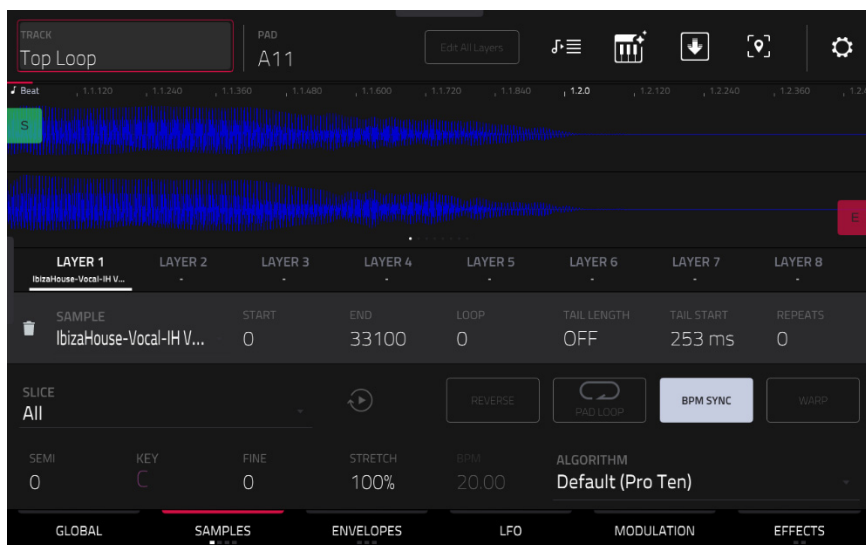 TRACK
Top Loop
PAD
A11
Edit All Layers
Beat 1.1.120 1.1.240 1.1.360 1.1.480 1.1.600 1.1.720 1.1.840 1.2.0 1.2.120 1.2.240 1.2.360
S
E
LAYER 1 LAYER 2 LAYER 3 LAYER 4 LAYER 5 LAYER 6 LAYER 7 LAYER 8
IbizaHouse-Vocal-IH V... - - - - - - -
SAMPLE START END LOOP TAIL LENGTH TAIL START REPEATS
IbizaHouse-Vocal-IH V... 0 33100 0 OFF 253 ms 0
SLICE
All
REVERSE
PAD LOOP
BPM SYNC
WARP
SEMI KEY FINE STRETCH BPM ALGORITHM
0 C 0 100% 20.00 Default (Pro Ten)
GLOBAL SAMPLES ENVELOPES LFO MODULATION EFFECTS